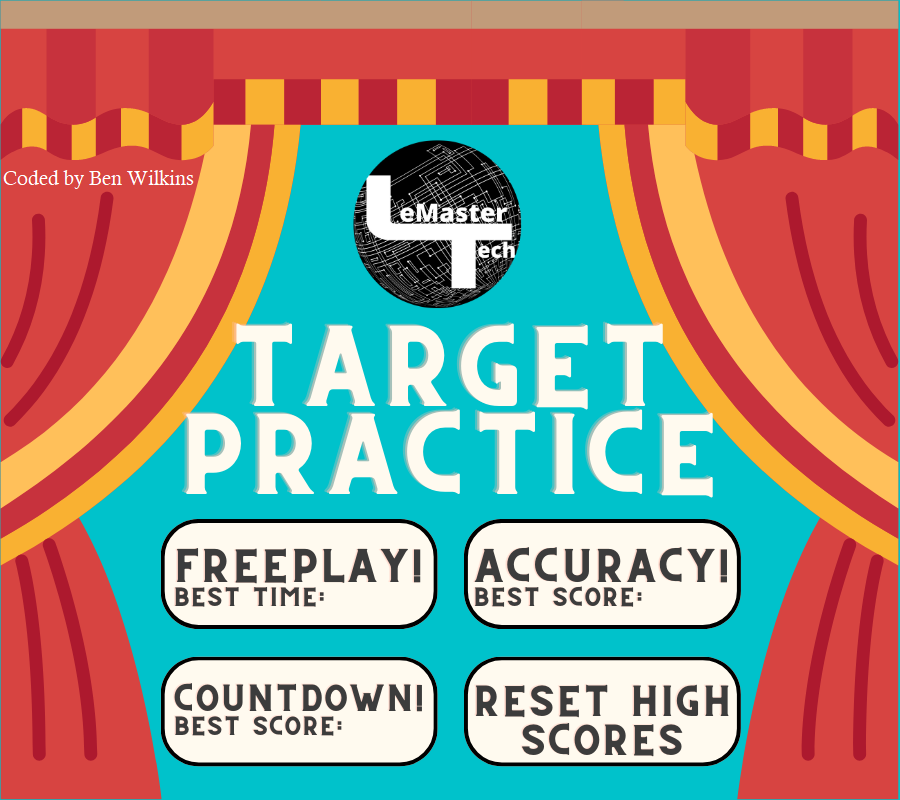 Coded by Ben Wilkins
LeMaster
Tech
TARGET
PRACTICE
FREEPLAY!
BEST TIME:
ACCURACY!
BEST SCORE:
COUNTDOWN!
BEST SCORE:
RESET HIGH
SCORES